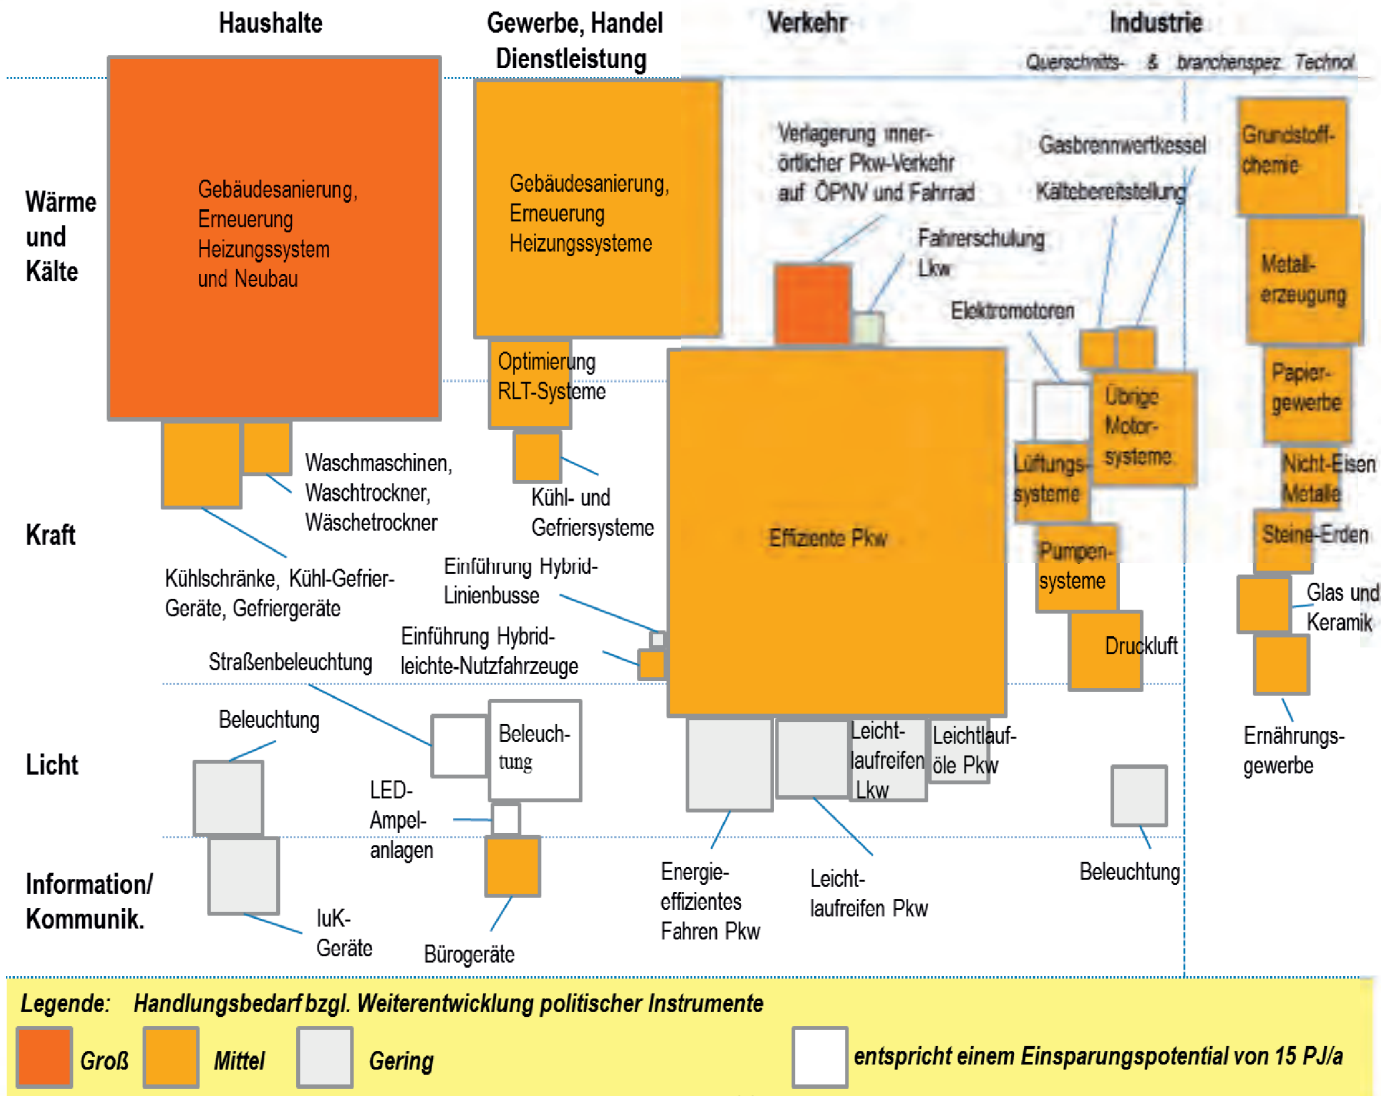 Haushalte
Gewerbe, Handel
Dienstleistung
Verkehr
Industrie
Querschnitts- & branchenspez. Technol.
Wärme
und
Kälte
Kraft
Licht
Information/
Kommunik.
Gebäudesanierung,
Erneuerung
Heizungssystem
und Neubau
Waschmaschinen,
Waschtrockner,
Wäschetrockner
Kühlschränke, Kühl-Gefrier-
Geräte, Gefriergeräte
Beleuchtung
IuK-
Geräte
Gebäudesanierung,
Erneuerung
Heizungssysteme
Optimierung
RLT-Systeme
Kühl- und
Gefriersysteme
Einführung Hybrid-
Linienbusse
Einführung Hybrid-
leichte-Nutzfahrzeuge
Straßenbeleuchtung
Beleuch-
tung
LED-
Ampel-
anlagen
Bürogeräte
Verlagerung inner-
örtlicher Pkw-Verkehr
auf ÖPNV und Fahrrad
Fahrerschulung
Lkw
Effiziente Pkw
Leicht-
laufreifen
Lkw
Leichtlauf-
öle Pkw
Energie-
effizientes
Fahren Pkw
Leicht-
laufreifen Pkw
Gasbrennwertkessel
Kältebereitstellung
Elektromotoren
Übrige
Motor-
systeme
Lüftungs-
systeme
Pumpen-
systeme
Druckluft
Beleuchtung
Grundstoff-
chemie
Metall-
erzeugung
Papier-
gewerbe
Nicht-Eisen
Metalle
Steine-Erden
Glas und
Keramik
Ernährungs-
gewerbe
Legende: Handlungsbedarf bzgl. Weiterentwicklung politischer Instrumente
Groß
Mittel
Gering
entspricht einem Einsparungspotential von 15 PJ/a